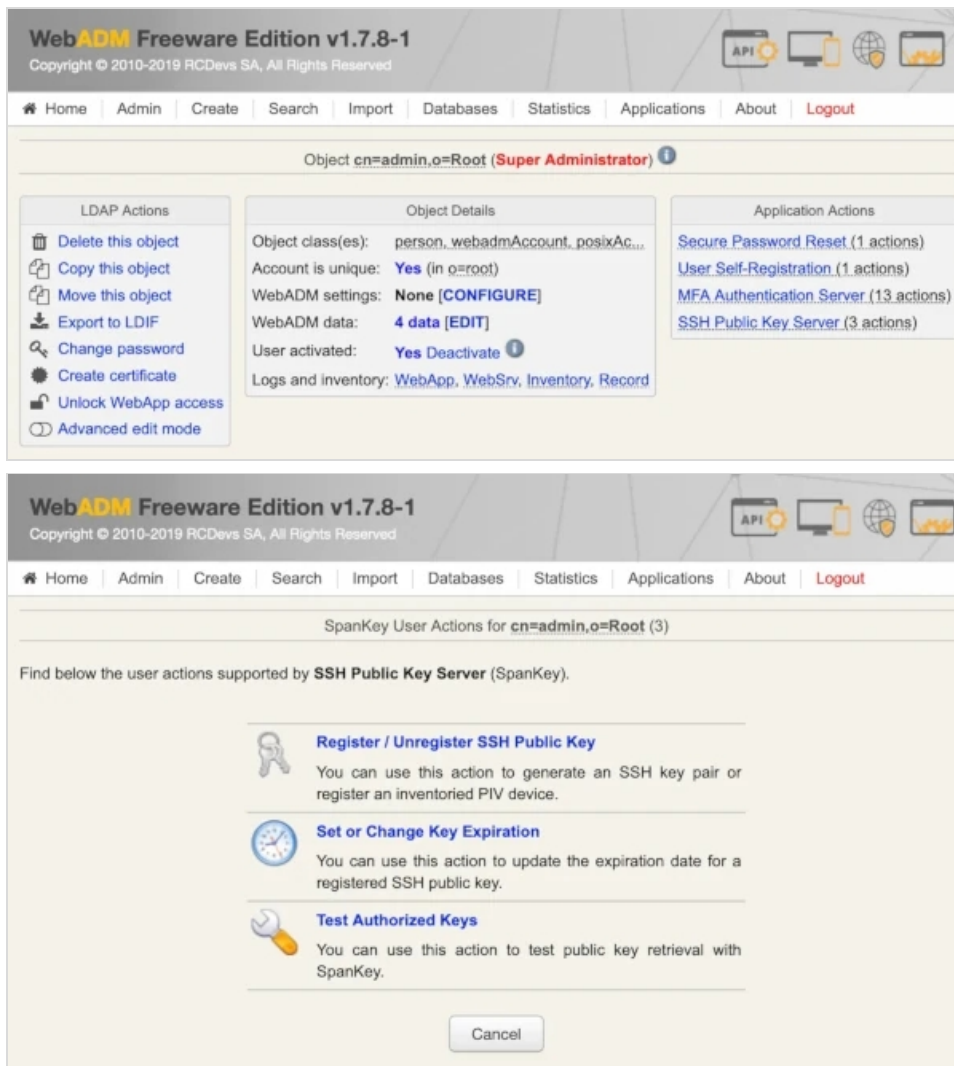 WebADM Freeware Edition v1.7.8-1
Copyright © 2010-2019 RCDevs SA, All Rights Reserved
API
Home Admin Create Search Import Databases Statistics Applications About Logout
Object cn=admin,o=Root (Super Administrator)
LDAP Actions
Delete this object
Copy this object
Move this object
Export to LDIF
Change password
Create certificate
Unlock WebApp access
Advanced edit mode
Object Details
Object class(es): person, webadmAccount, posixAc...
Account is unique: Yes (in o=root)
WebADM settings: None [CONFIGURE]
WebADM data: 4 data [EDIT]
User activated: Yes Deactivate
Logs and inventory: WebApp, WebSrv, Inventory, Record
Application Actions
Secure Password Reset (1 actions)
User Self-Registration (1 actions)
MFA Authentication Server (13 actions)
SSH Public Key Server (3 actions)
WebADM Freeware Edition v1.7.8-1
Copyright © 2010-2019 RCDevs SA, All Rights Reserved
API
Home Admin Create Search Import Databases Statistics Applications About Logout
SpanKey User Actions for cn=admin,o=Root (3)
Find below the user actions supported by SSH Public Key Server (SpanKey).
Register / Unregister SSH Public Key
You can use this action to generate an SSH key pair or
register an inventoried PIV device.
Set or Change Key Expiration
You can use this action to update the expiration date for a
registered SSH public key.
Test Authorized Keys
You can use this action to test public key retrieval with
SpanKey.
Cancel